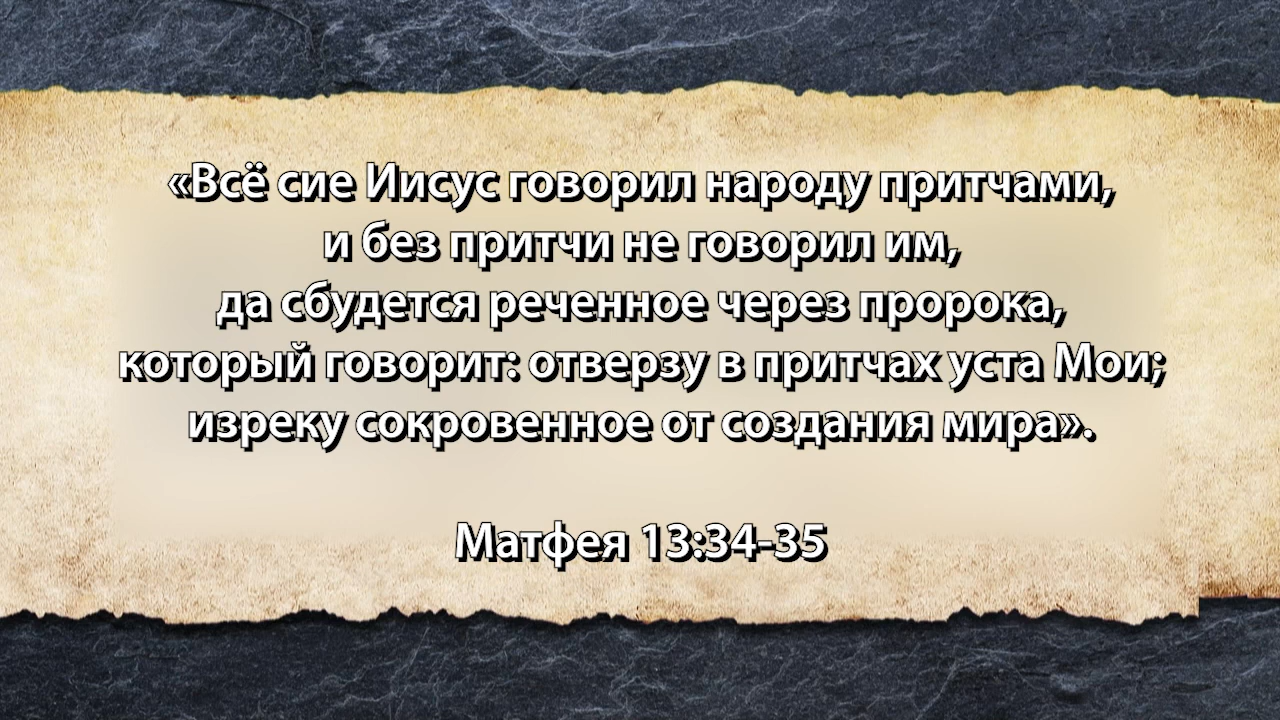 «Всё сие Иисус говорил народу притчами,
и без притчи не говорил им,
да сбудется реченное через пророка,
который говорит: отверзу в притчах уста Мои;
изреку сокровенное от создания мира».
Матфея 13:34-35